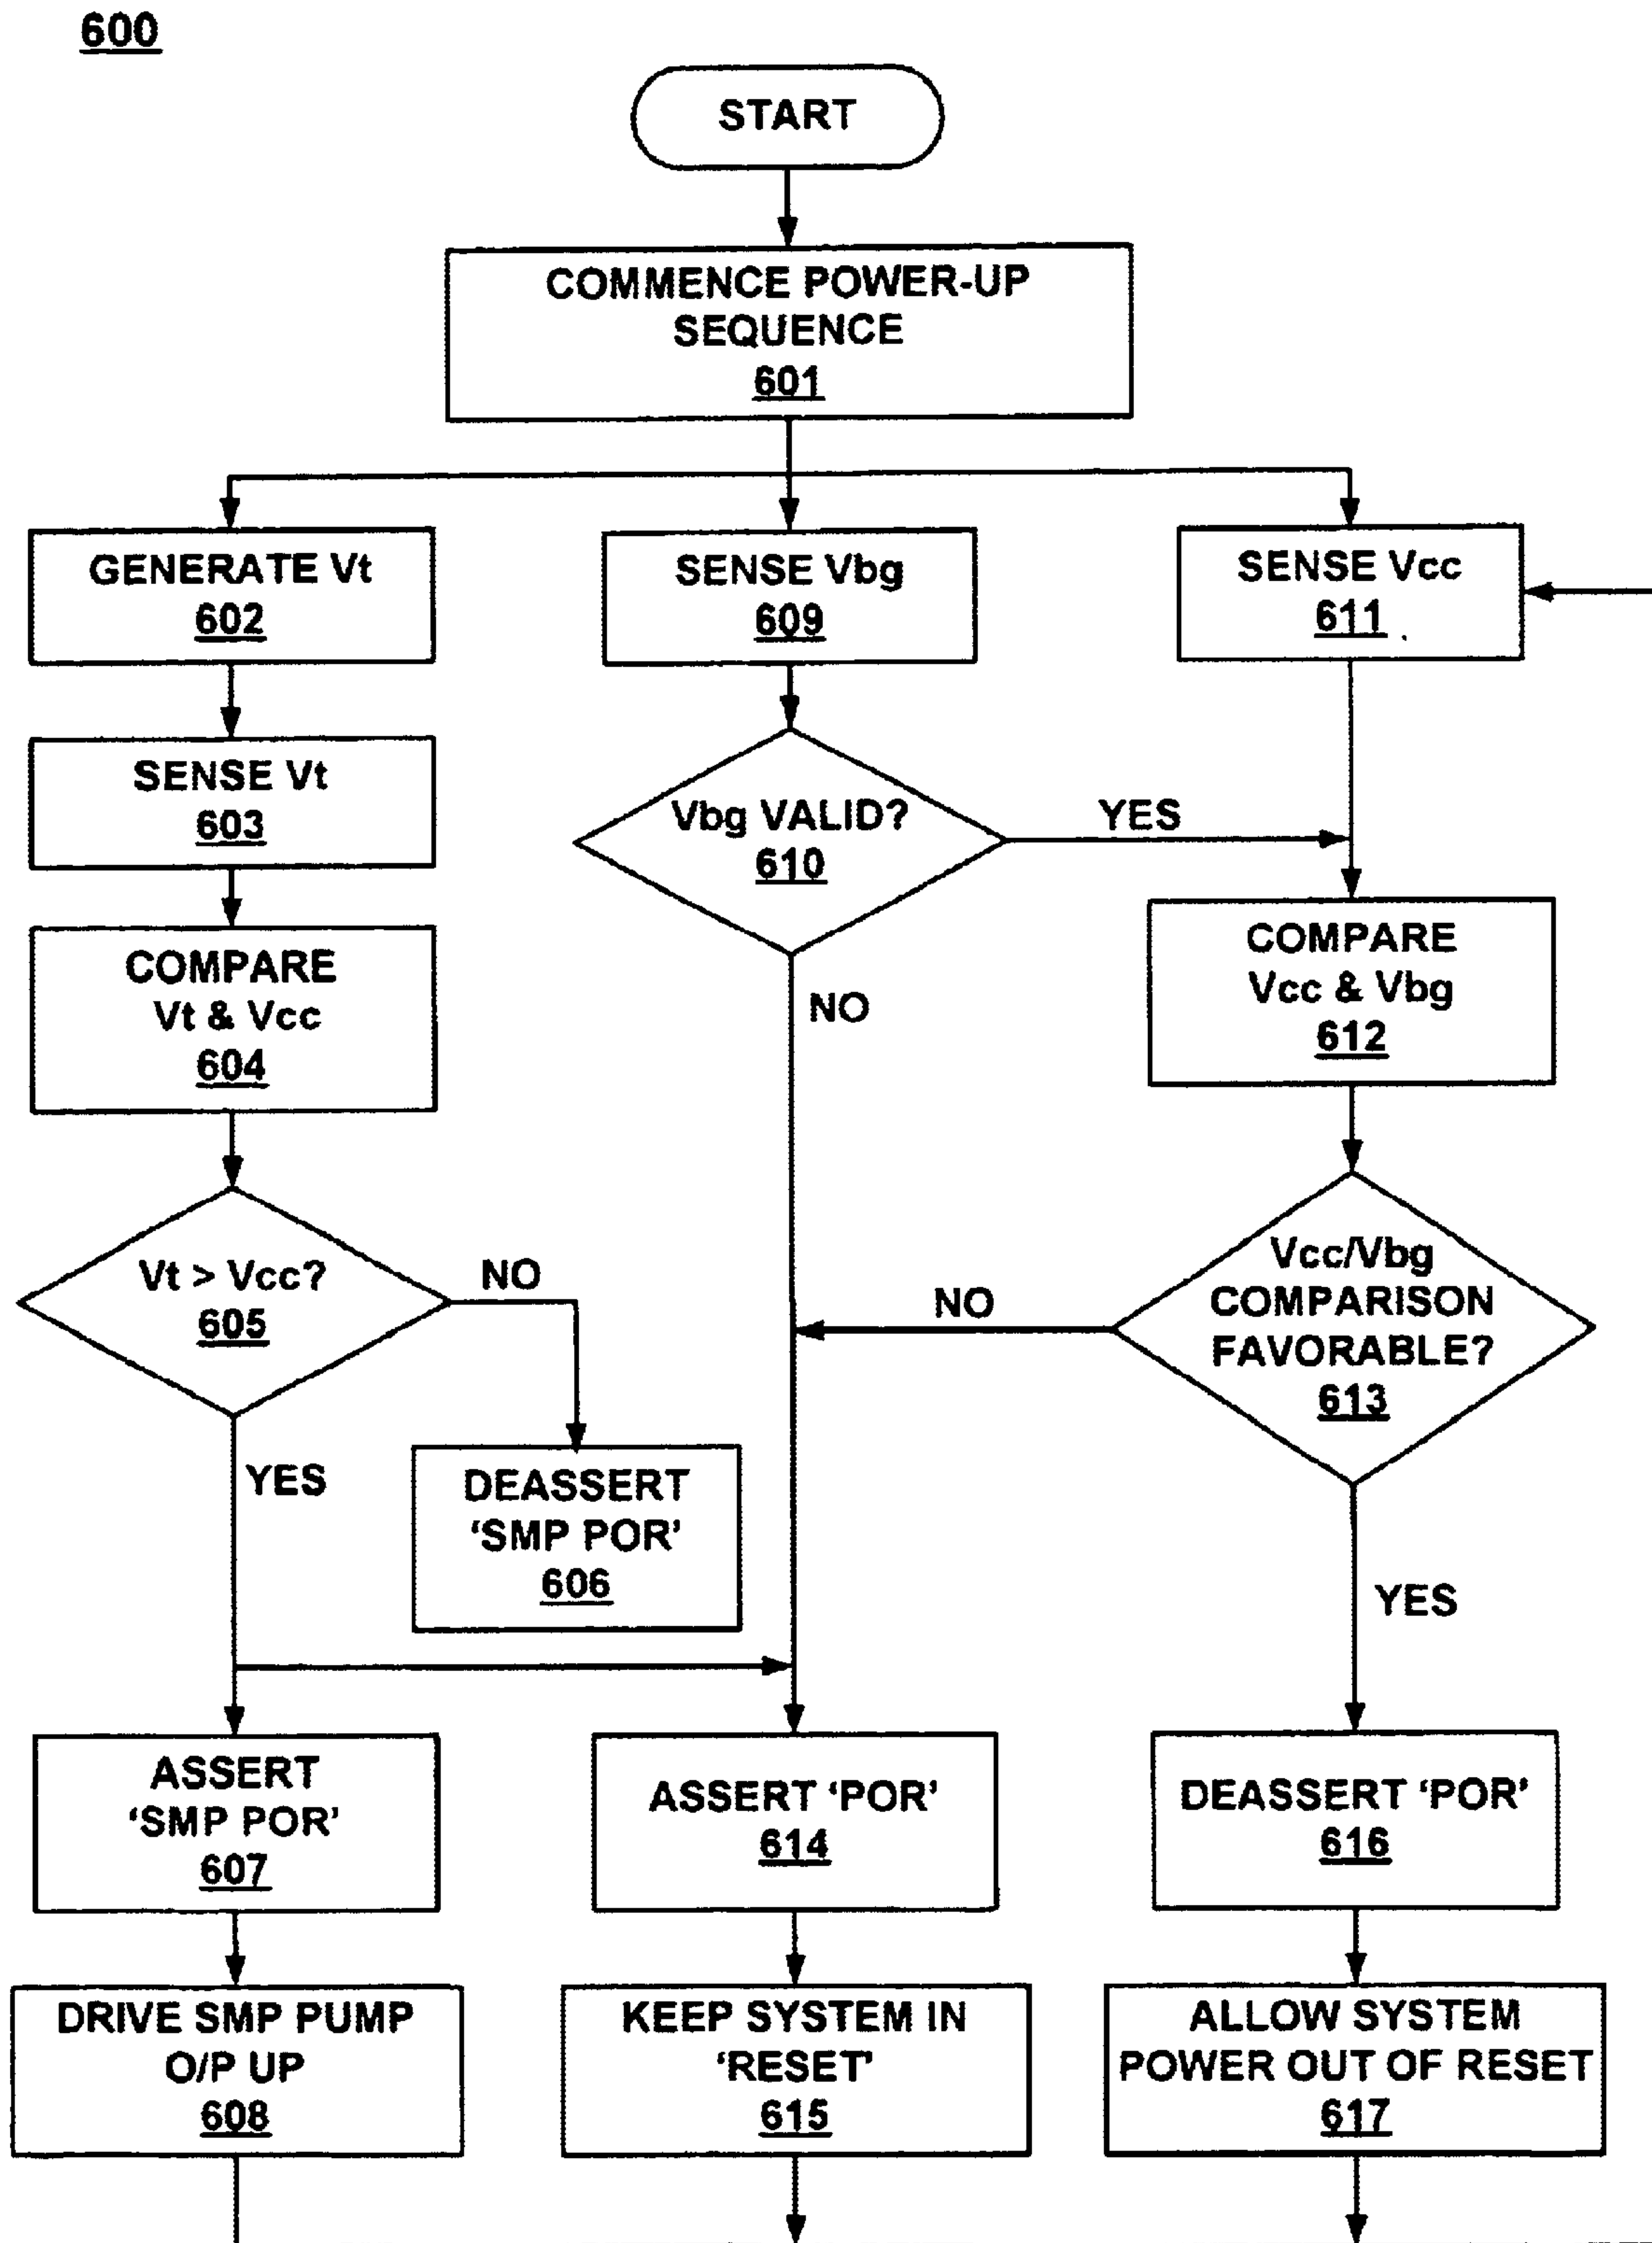 600
START
COMMENCE POWER-UP
SEQUENCE
601
GENERATE Vt
602
SENSE Vbg
609
SENSE Vcc
611
SENSE Vt
603
Vbg VALID?
610
YES
NO
COMPARE
Vt & Vcc
604
COMPARE
Vcc & Vbg
612
Vt > Vcc?
605
NO
YES
DEASSERT
‘SMP POR’
606
Vcc/Vbg
COMPARISON
FAVORABLE?
613
NO
YES
ASSERT
‘SMP POR’
607
ASSERT ‘POR’
614
DEASSERT ‘POR’
616
DRIVE SMP PUMP
O/P UP
608
KEEP SYSTEM IN
‘RESET’
615
ALLOW SYSTEM
POWER OUT OF RESET
617